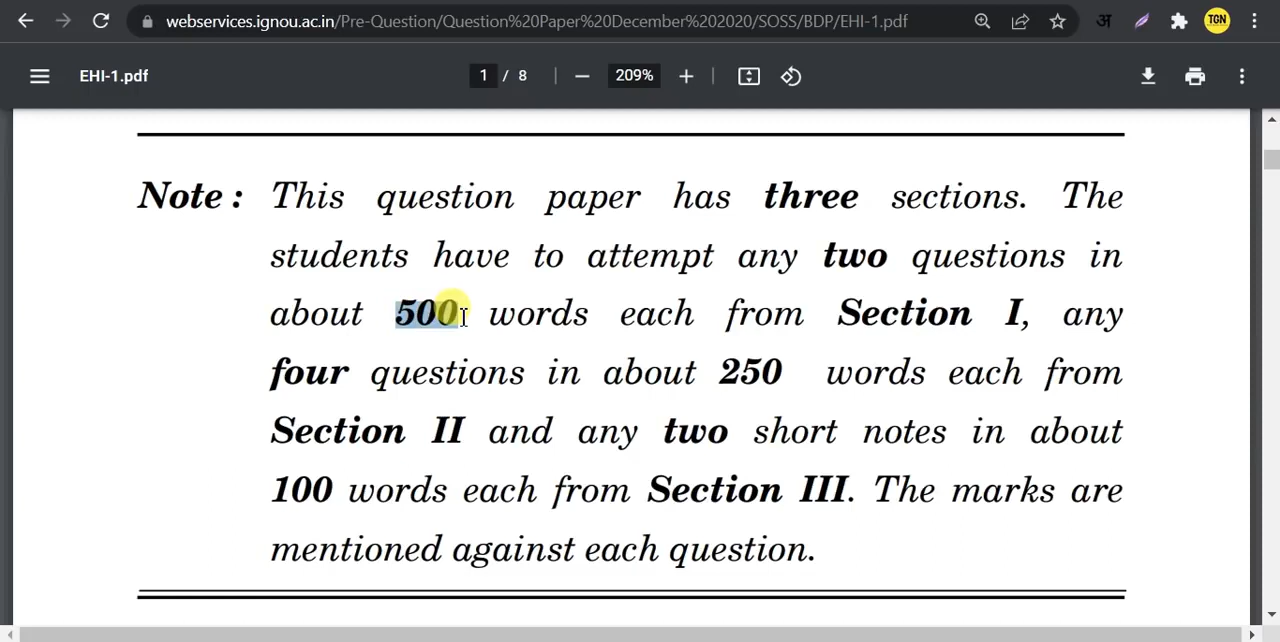 webservices.ignou.ac.in/Pre-Question/Question%20Paper%20December%202020/SOSS/BDP/EHI-1.pdf
अ
TGN
EHI-1.pdf
1 / 8
209%
Note : This question paper has three sections. The
students have to attempt any two questions in
about 500 words each from Section I, any
four questions in about 250 words each from
Section II and any two short notes in about
100 words each from Section III. The marks are
mentioned against each question.